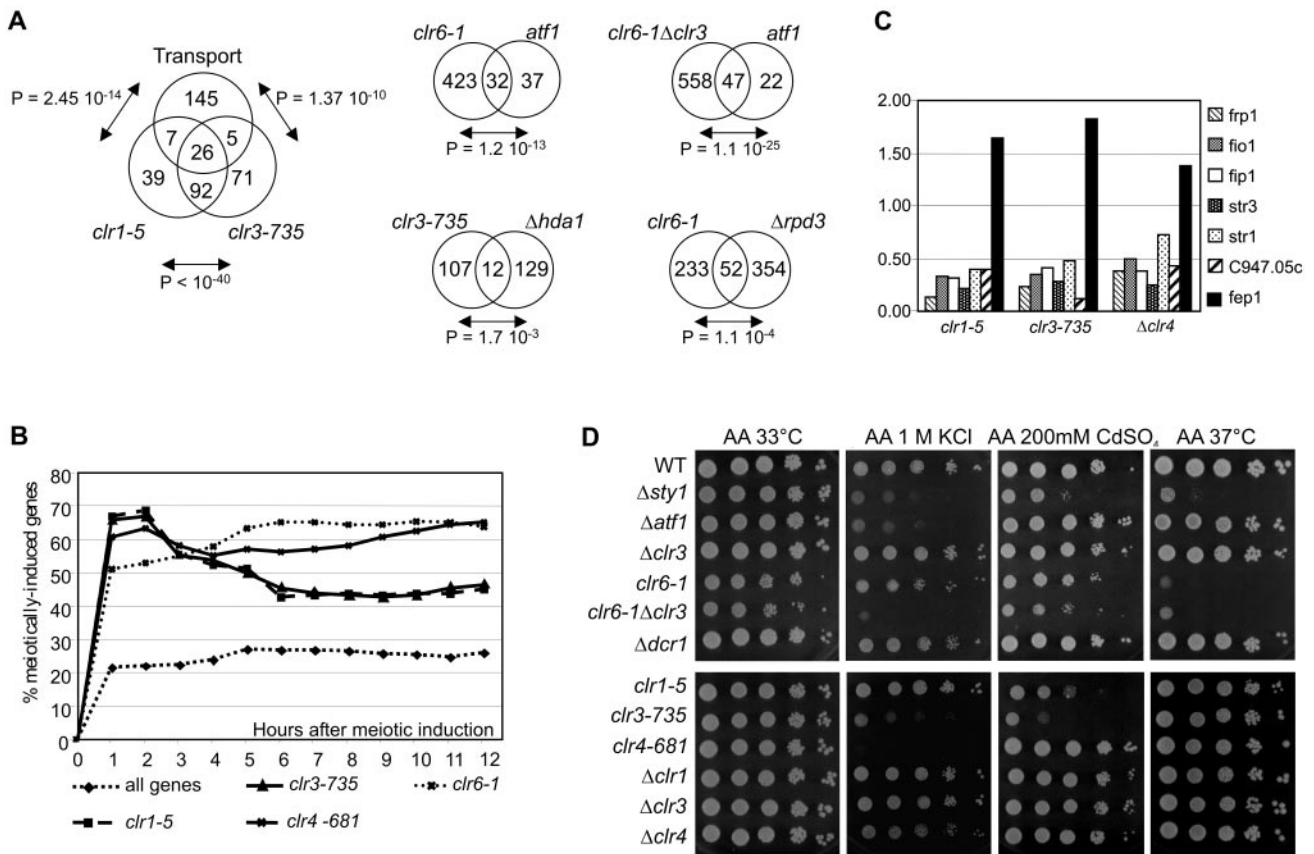 A
Transport
P = 2.45 10-14
P = 1.37 10-10
145
7
5
26
39
92
71
clr1-5
clr3-735
P < 10-40
clr6-1
atf1
423
32
37
P = 1.2 10-13
clr6-1Δclr3
atf1
558
47
22
P = 1.1 10-25
clr3-735
Δhda1
107
12
129
P = 1.7 10-3
clr6-1
Δrpd3
233
52
354
P = 1.1 10-4
C
2.00
1.50
1.00
0.50
0.00
clr1-5
clr3-735
Δclr4
frp1
fio1
fip1
str3
str1
C947.05c
fep1
B
% meiotically-induced genes
80
70
60
50
40
30
20
10
0
Hours after meiotic induction
0 1 2 3 4 5 6 7 8 9 10 11 12
all genes
clr3-735
clr6-1
clr1-5
clr4 -681
D
AA 33°C
AA 1 M KCl
AA 200mM CdSO4
AA 37°C
WT
Δsty1
Δatf1
Δclr3
clr6-1
clr6-1Δclr3
Δdcr1
clr1-5
clr3-735
clr4-681
Δclr1
Δclr3
Δclr4